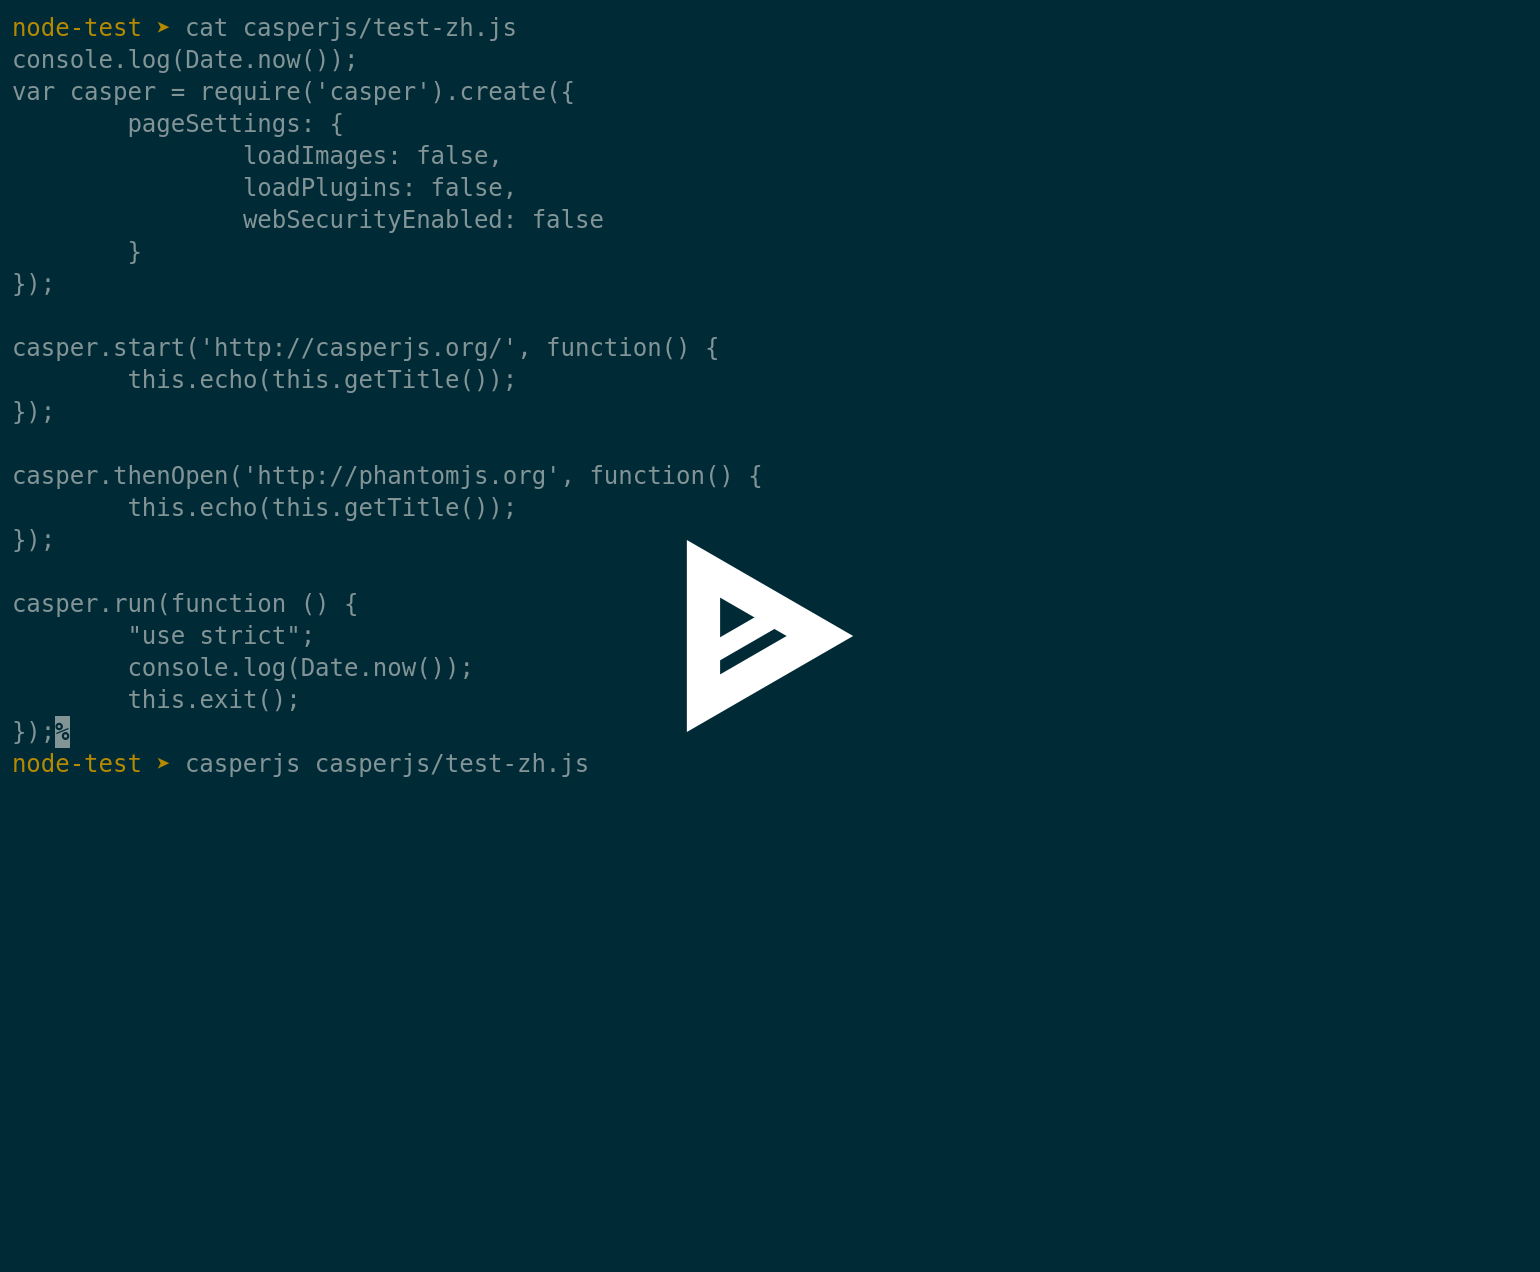 node-test ➤ cat casperjs/test-zh.js
console.log(Date.now());
var casper = require('casper').create({
        pageSettings: {
                loadImages: false,
                loadPlugins: false,
                webSecurityEnabled: false
        }
});

casper.start('http://casperjs.org/', function() {
        this.echo(this.getTitle());
});

casper.thenOpen('http://phantomjs.org', function() {
        this.echo(this.getTitle());
});

casper.run(function () {
        "use strict";
        console.log(Date.now());
        this.exit();
});%
node-test ➤ casperjs casperjs/test-zh.js